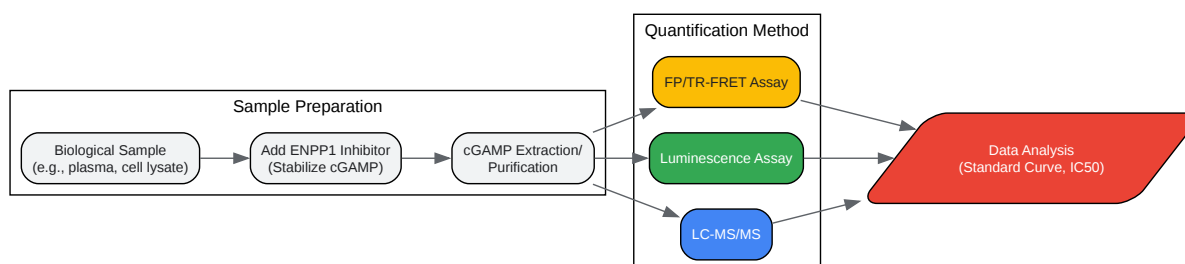 Sample Preparation
Biological Sample
(e.g., plasma, cell lysate)
Add ENPP1 Inhibitor
(Stabilize cGAMP)
cGAMP Extraction/
Purification
Quantification Method
FP/TR-FRET Assay
Luminescence Assay
LC-MS/MS
Data Analysis
(Standard Curve, IC50)